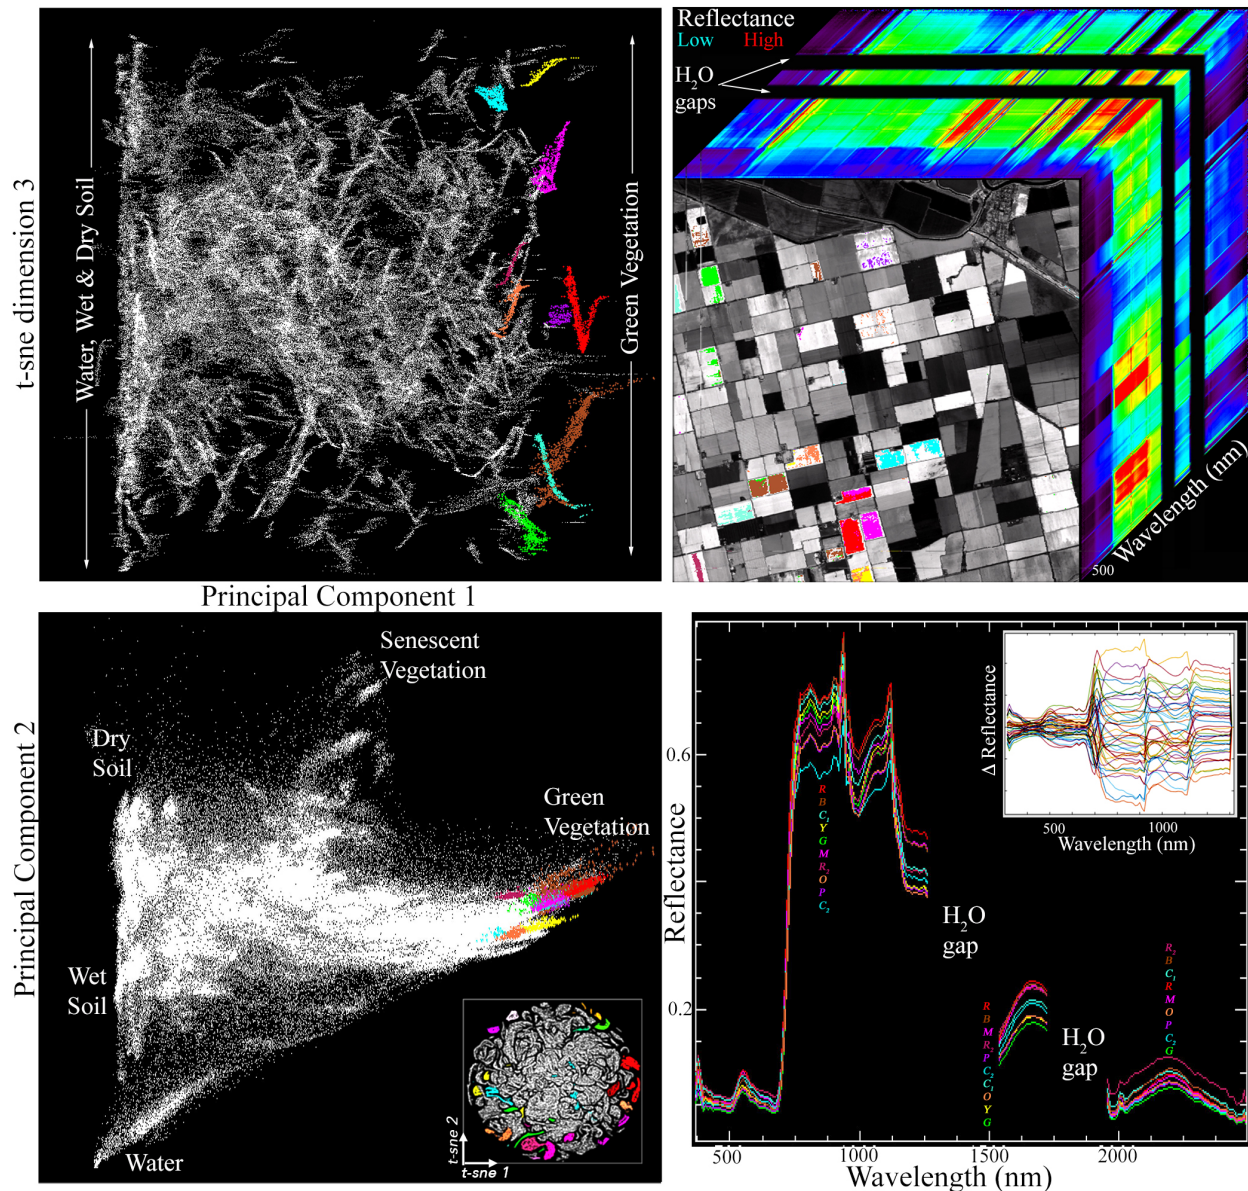 t-sne dimension 3
Water, Wet & Dry Soil
Green Vegetation
Principal Component 1
Reflectance
Low High
H2O
gaps
Wavelength (nm)
500
Principal Component 2
Senescent
Vegetation
Dry
Soil
Green
Vegetation
Wet
Soil
Water
t-sne 2
t-sne 1
Reflectance
0.6
0.2
R
B
C1
Y
G
M
R2
O
P
C2
H2O
gap
R
B
M
R2
P
C2
C1
O
Y
G
H2O
gap
R2
B
C1
R
M
O
P
C2
G
Δ Reflectance
500 1000
Wavelength (nm)
500 1000 1500 2000
Wavelength (nm)